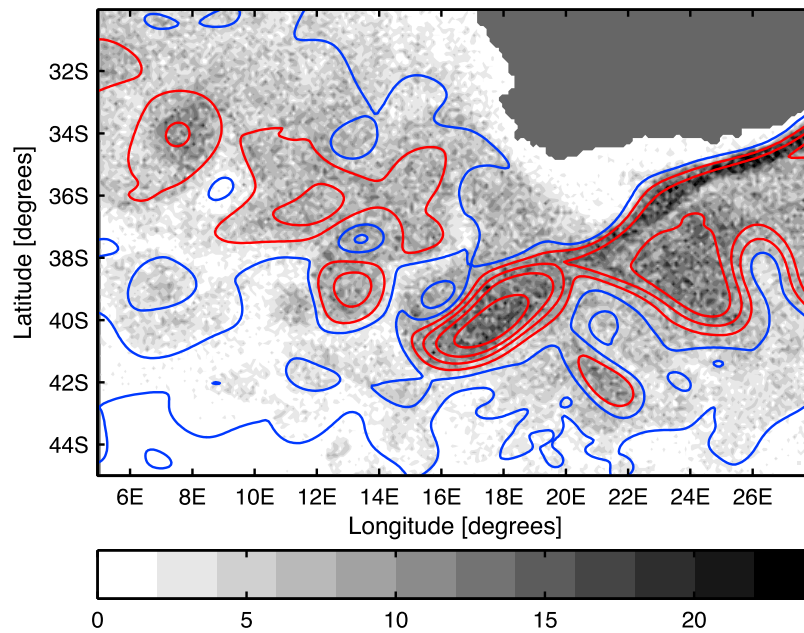 32S
34S
36S
38S
40S
42S
44S
Latitude [degrees]
6E 8E 10E 12E 14E 16E 18E 20E 22E 24E 26E
Longitude [degrees]
0 5 10 15 20